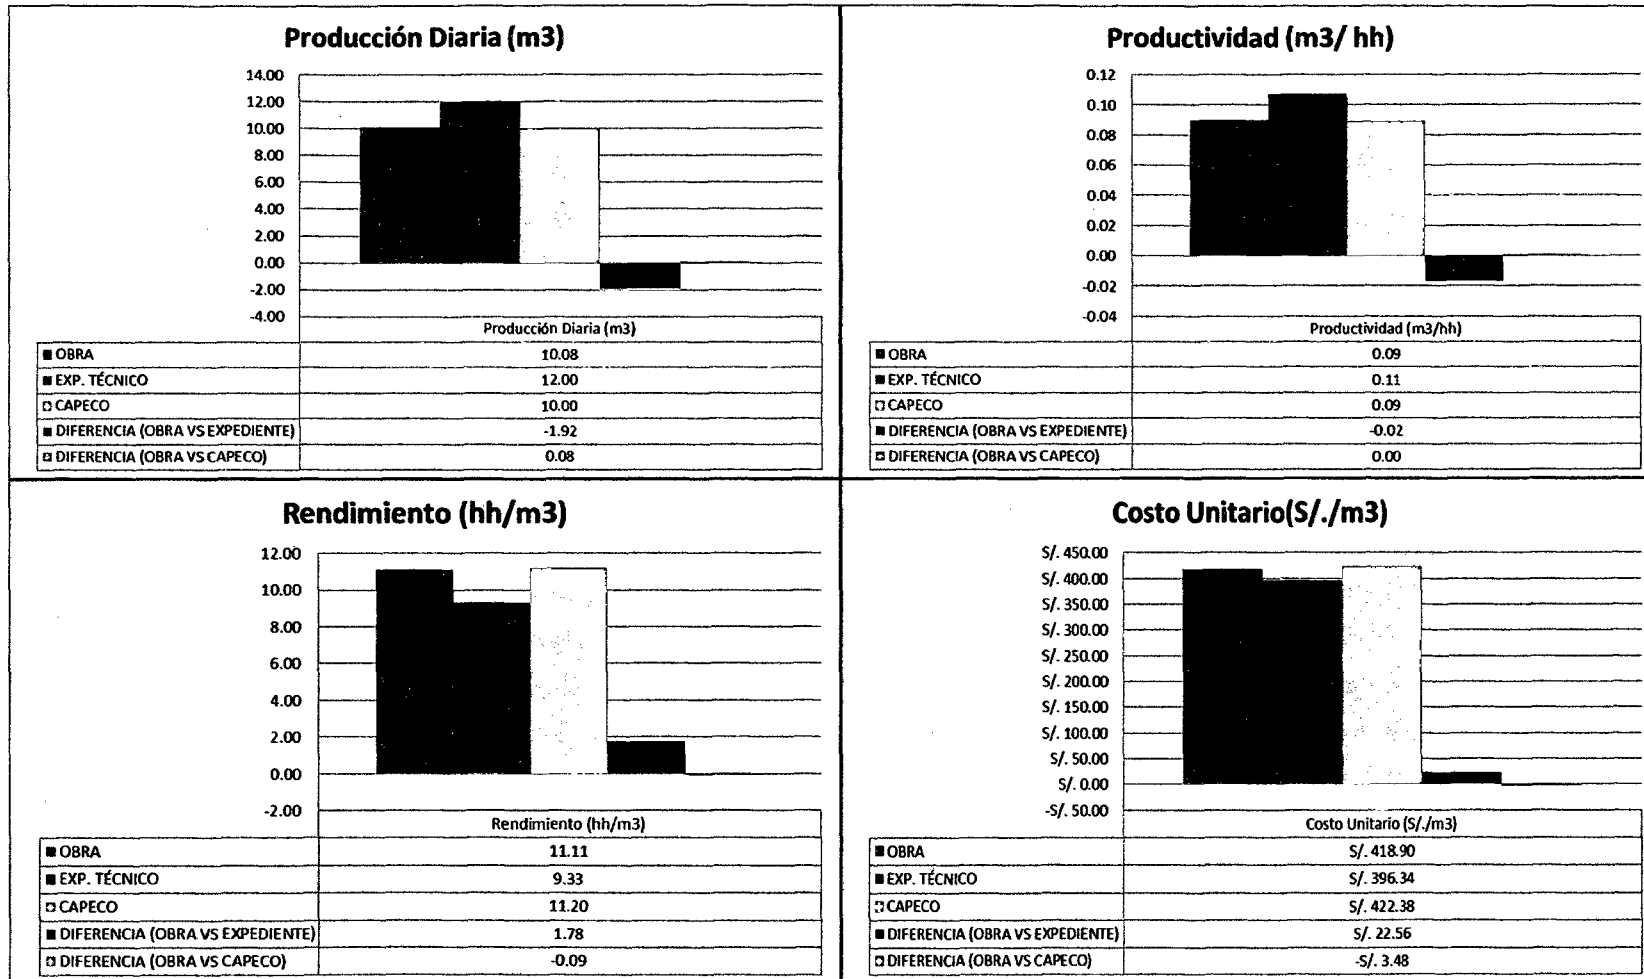 Producción Diaria (m3)
14.00
12.00
10.00
8.00
6.00
4.00
2.00
0.00
-2.00
-4.00
Producción Diaria (m3)
OBRA 10.08
EXP. TÉCNICO 12.00
CAPECO 10.00
DIFERENCIA (OBRA VS EXPEDIENTE) -1.92
DIFERENCIA (OBRA VS CAPECO) 0.08
Productividad (m3/ hh)
0.12
0.10
0.08
0.06
0.04
0.02
0.00
-0.02
-0.04
Productividad (m3/hh)
OBRA 0.09
EXP. TÉCNICO 0.11
CAPECO 0.09
DIFERENCIA (OBRA VS EXPEDIENTE) -0.02
DIFERENCIA (OBRA VS CAPECO) 0.00
Rendimiento (hh/m3)
12.00
10.00
8.00
6.00
4.00
2.00
0.00
-2.00
Rendimiento (hh/m3)
OBRA 11.11
EXP. TÉCNICO 9.33
CAPECO 11.20
DIFERENCIA (OBRA VS EXPEDIENTE) 1.78
DIFERENCIA (OBRA VS CAPECO) -0.09
Costo Unitario(S/./m3)
S/. 450.00
S/. 400.00
S/. 350.00
S/. 300.00
S/. 250.00
S/. 200.00
S/. 150.00
S/. 100.00
S/. 50.00
S/. 0.00
-S/. 50.00
Costo Unitario (S/./m3)
OBRA S/. 418.90
EXP. TÉCNICO S/. 396.34
CAPECO S/. 422.38
DIFERENCIA (OBRA VS EXPEDIENTE) S/. 22.56
DIFERENCIA (OBRA VS CAPECO) -S/. 3.48